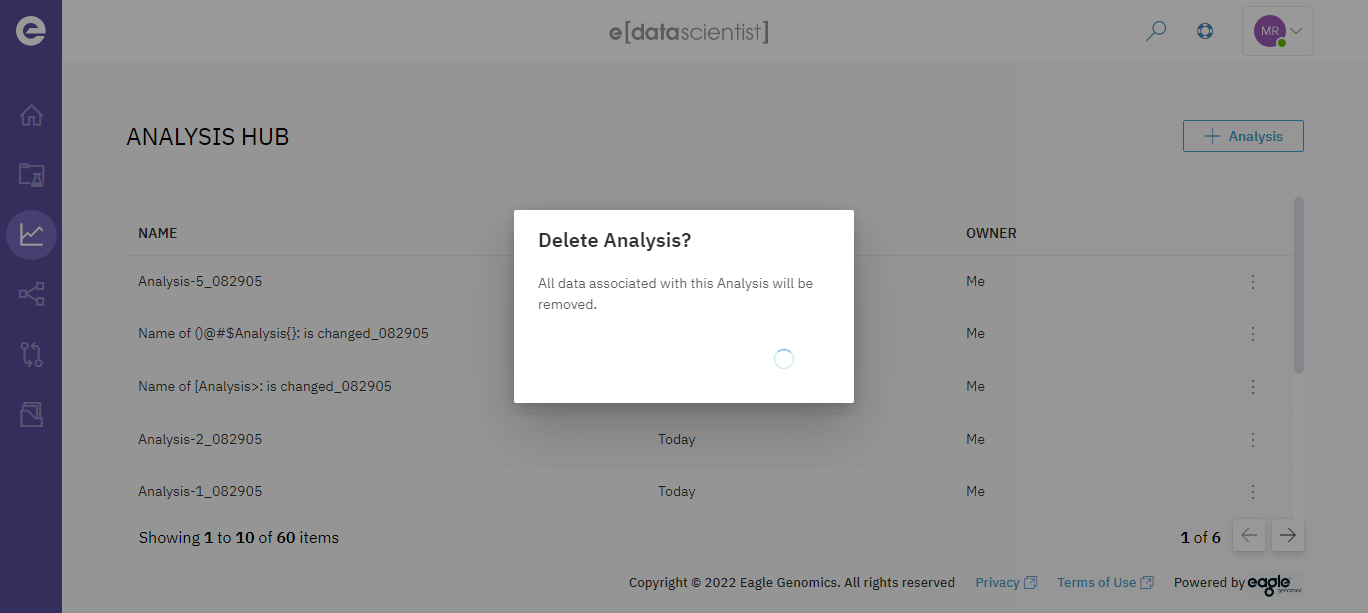 e[datascientist]
MR
ANALYSIS HUB
Analysis
NAME
OWNER
Analysis-5_082905
Me
Name of ()@#$Analysis{}: is changed_082905
Me
Name of [Analysis>: is changed_082905
Me
Analysis-2_082905
Today
Me
Analysis-1_082905
Today
Me
Delete Analysis?
All data associated with this Analysis will be
removed.
Showing 1 to 10 of 60 items
1 of 6
Copyright © 2022 Eagle Genomics. All rights reserved
Privacy
Terms of Use
Powered by eagle genomics